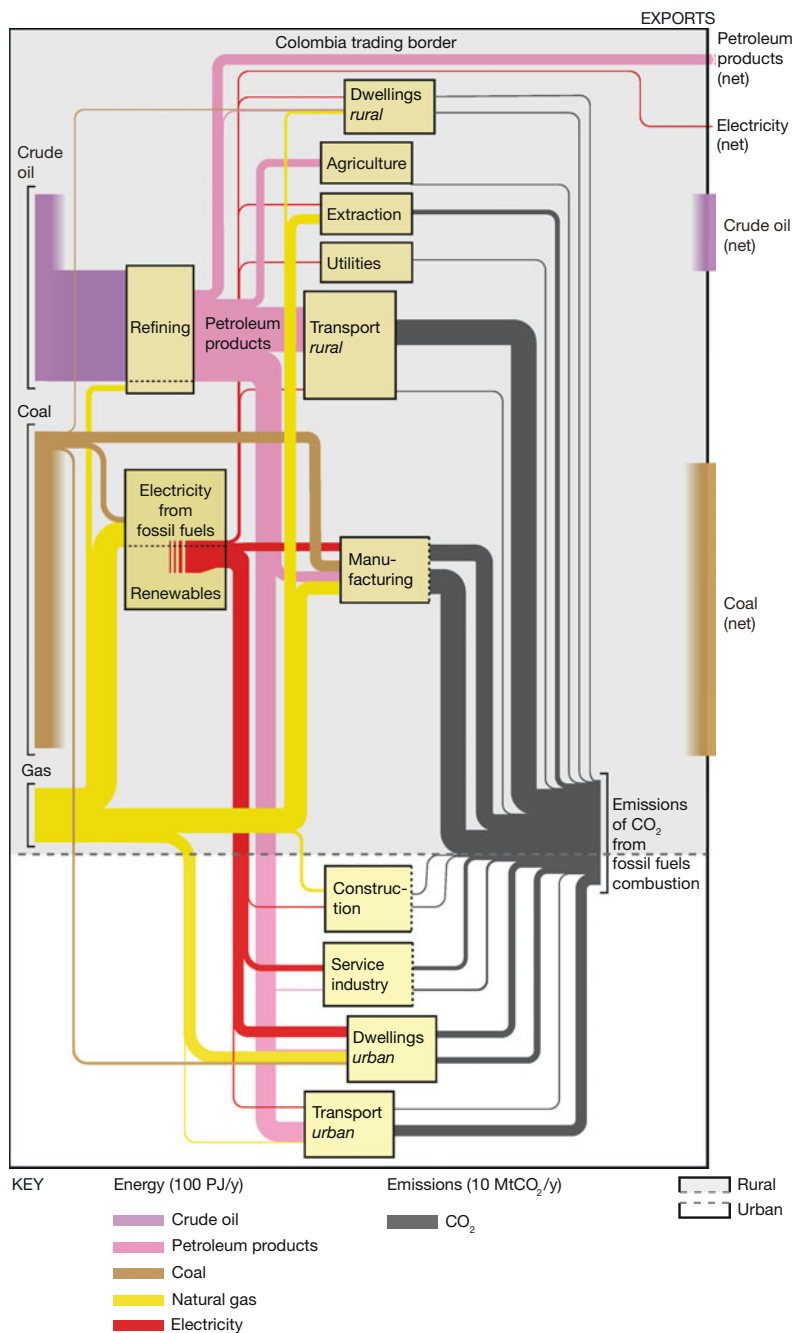 EXPORTS
Colombia trading border
Petroleum
products
(net)
Dwellings
rural
Electricity
(net)
Crude
oil
Agriculture
Extraction
Crude oil
(net)
Utilities
Refining
Petroleum
products
Transport
rural
Coal
Electricity
from
fossil fuels
Renewables
Manu-
facturing
Coal
(net)
Gas
Emissions
of CO2
from
fossil fuels
combustion
Construc-
tion
Service
industry
Dwellings
urban
Transport
urban
KEY
Energy (100 PJ/y)
Emissions (10 MtCO2/y)
Rural
Urban
Crude oil
CO2
Petroleum products
Coal
Natural gas
Electricity